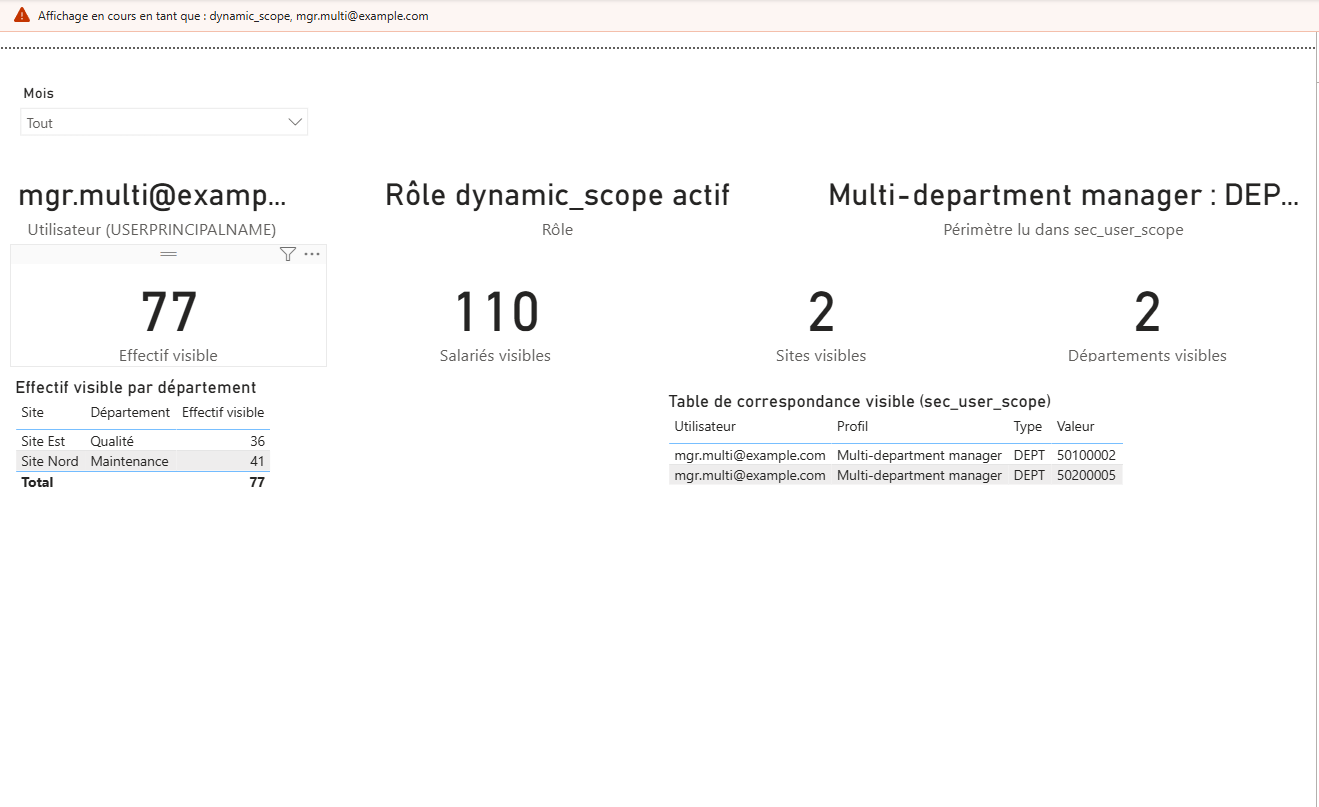 Affichage en cours en tant que : dynamic_scope, mgr.multi@example.com
Mois
Tout
mgr.multi@examp...
Utilisateur (USERPRINCIPALNAME)
Rôle dynamic_scope actif
Rôle
Multi-department manager : DEP...
Périmètre lu dans sec_user_scope
77
Effectif visible
110
Salariés visibles
2
Sites visibles
2
Départements visibles
Effectif visible par département
Site Département Effectif visible
Site Est Qualité 36
Site Nord Maintenance 41
Total 77
Table de correspondance visible (sec_user_scope)
Utilisateur Profil Type Valeur
mgr.multi@example.com Multi-department manager DEPT 50100002
mgr.multi@example.com Multi-department manager DEPT 50200005